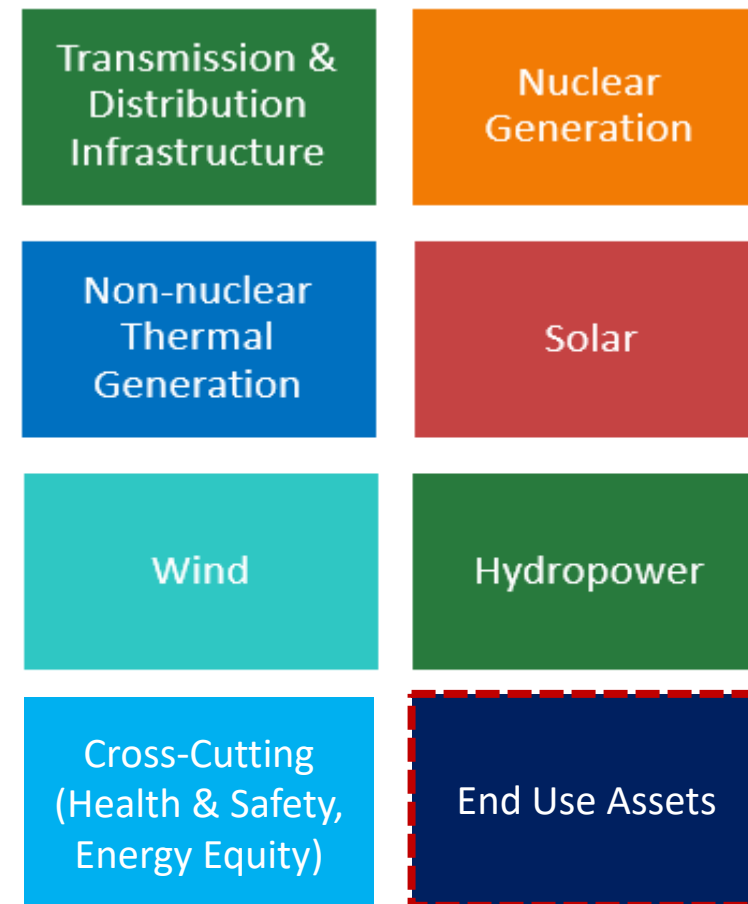 Transmission &
Distribution
Infrastructure
Nuclear
Generation
Non-nuclear
Thermal
Generation
Solar
Wind
Hydropower
Cross-Cutting
(Health & Safety,
Energy Equity)
End Use Assets